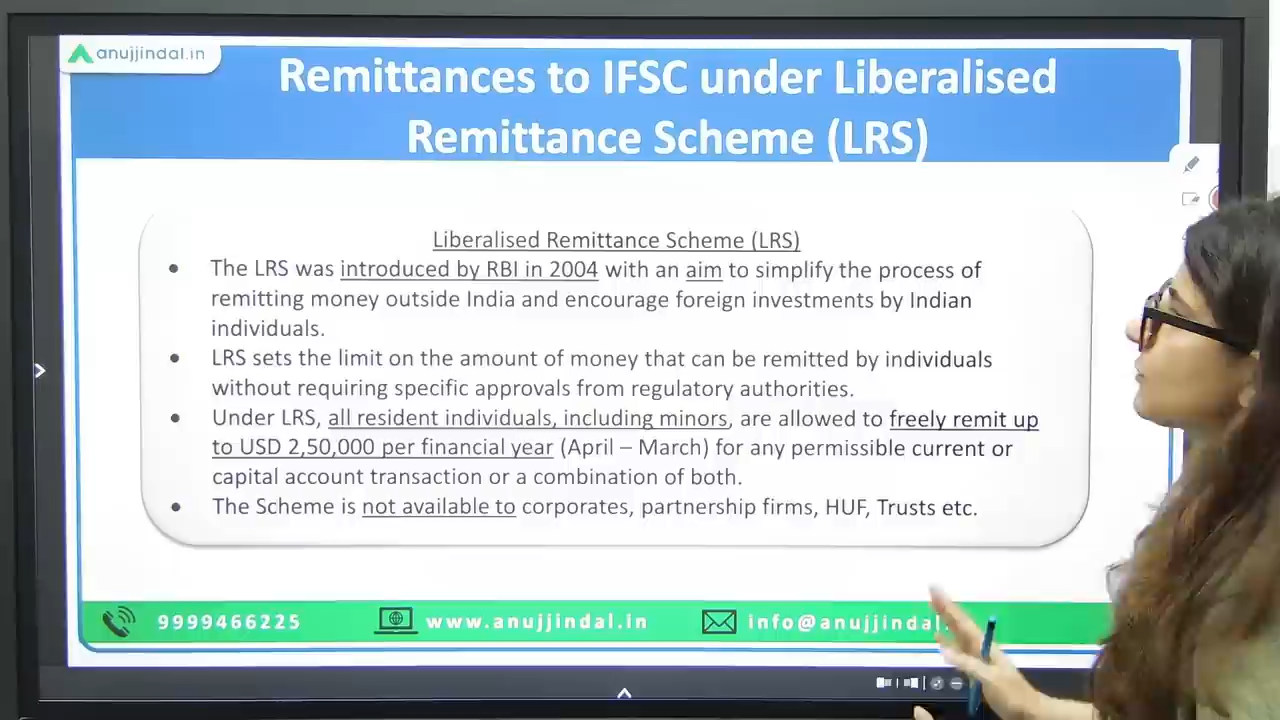 anujjindal.in
Remittances to IFSC under Liberalised
Remittance Scheme (LRS)
Liberalised Remittance Scheme (LRS)
• The LRS was introduced by RBI in 2004 with an aim to simplify the process of
remitting money outside India and encourage foreign investments by Indian
individuals.
• LRS sets the limit on the amount of money that can be remitted by individuals
without requiring specific approvals from regulatory authorities.
• Under LRS, all resident individuals, including minors, are allowed to freely remit up
to USD 2,50,000 per financial year (April – March) for any permissible current or
capital account transaction or a combination of both.
• The Scheme is not available to corporates, partnership firms, HUF, Trusts etc.
9999466225 www.anujjindal.in info@anujjindal.